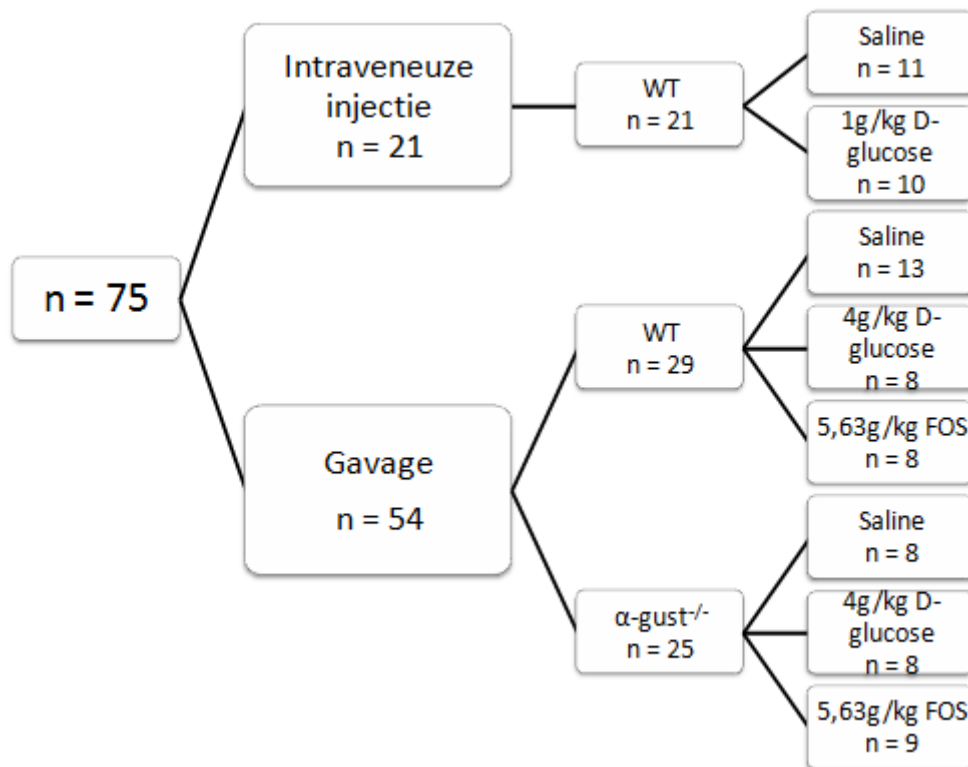 n = 75
Intraveneuze
injectie
n = 21
WT
n = 21
Saline
n = 11
1g/kg D-
glucose
n = 10
Gavage
n = 54
WT
n = 29
Saline
n = 13
4g/kg D-
glucose
n = 8
5,63g/kg FOS
n = 8
α-gust-/-
n = 25
Saline
n = 8
4g/kg D-
glucose
n = 8
5,63g/kg FOS
n = 9